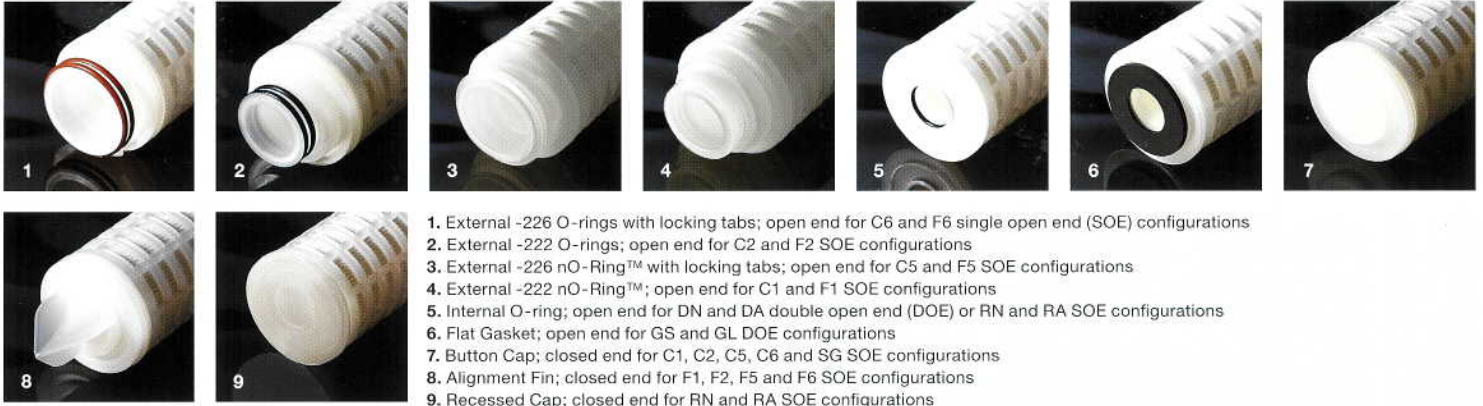 1
2
3
4
5
6
7
8
9
1. External -226 O-rings with locking tabs; open end for C6 and F6 single open end (SOE) configurations
2. External -222 O-rings; open end for C2 and F2 SOE configurations
3. External -226 nO-Ring™ with locking tabs; open end for C5 and F5 SOE configurations
4. External -222 nO-Ring™; open end for C1 and F1 SOE configurations
5. Internal O-ring; open end for DN and DA double open end (DOE) or RN and RA SOE configurations
6. Flat Gasket; open end for GS and GL DOE configurations
7. Button Cap; closed end for C1, C2, C5, C6 and SG SOE configurations
8. Alignment Fin; closed end for F1, F2, F5 and F6 SOE configurations
9. Recessed Cap; closed end for RN and RA SOE configurations